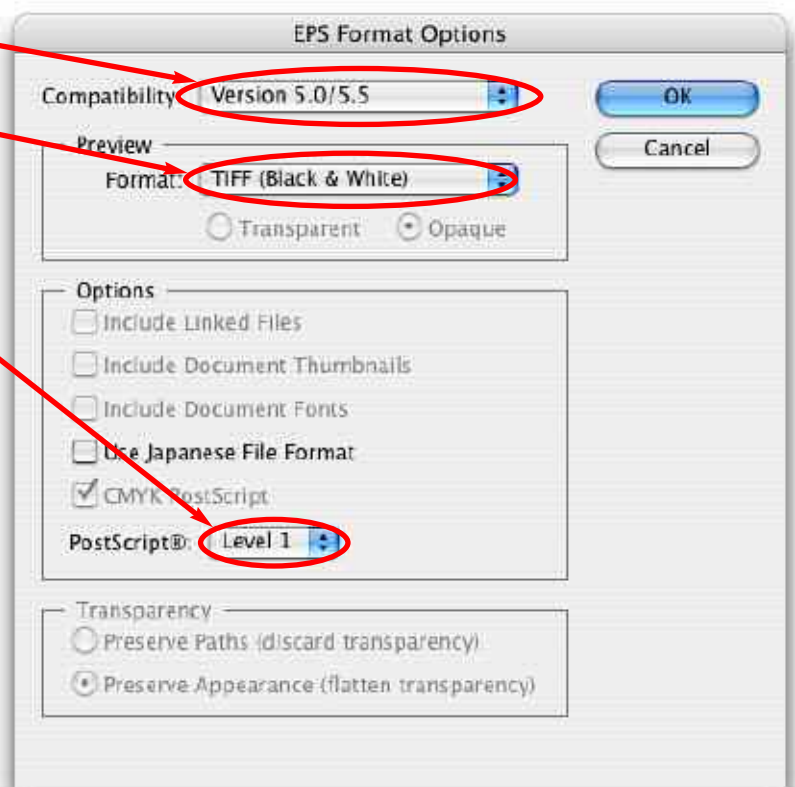 EPS Format Options
Compatibility Version 5.0/5.5
OK
Preview
Cancel
Format: TIFF (Black & White)
Transparent Opaque
Options
Include Linked Files
Include Document Thumbnails
Include Document Fonts
Use Japanese File Format
CMYK PostScript
PostScript®: Level 1
Transparency
Preserve Paths (discard transparency)
Preserve Appearance (flatten transparency)